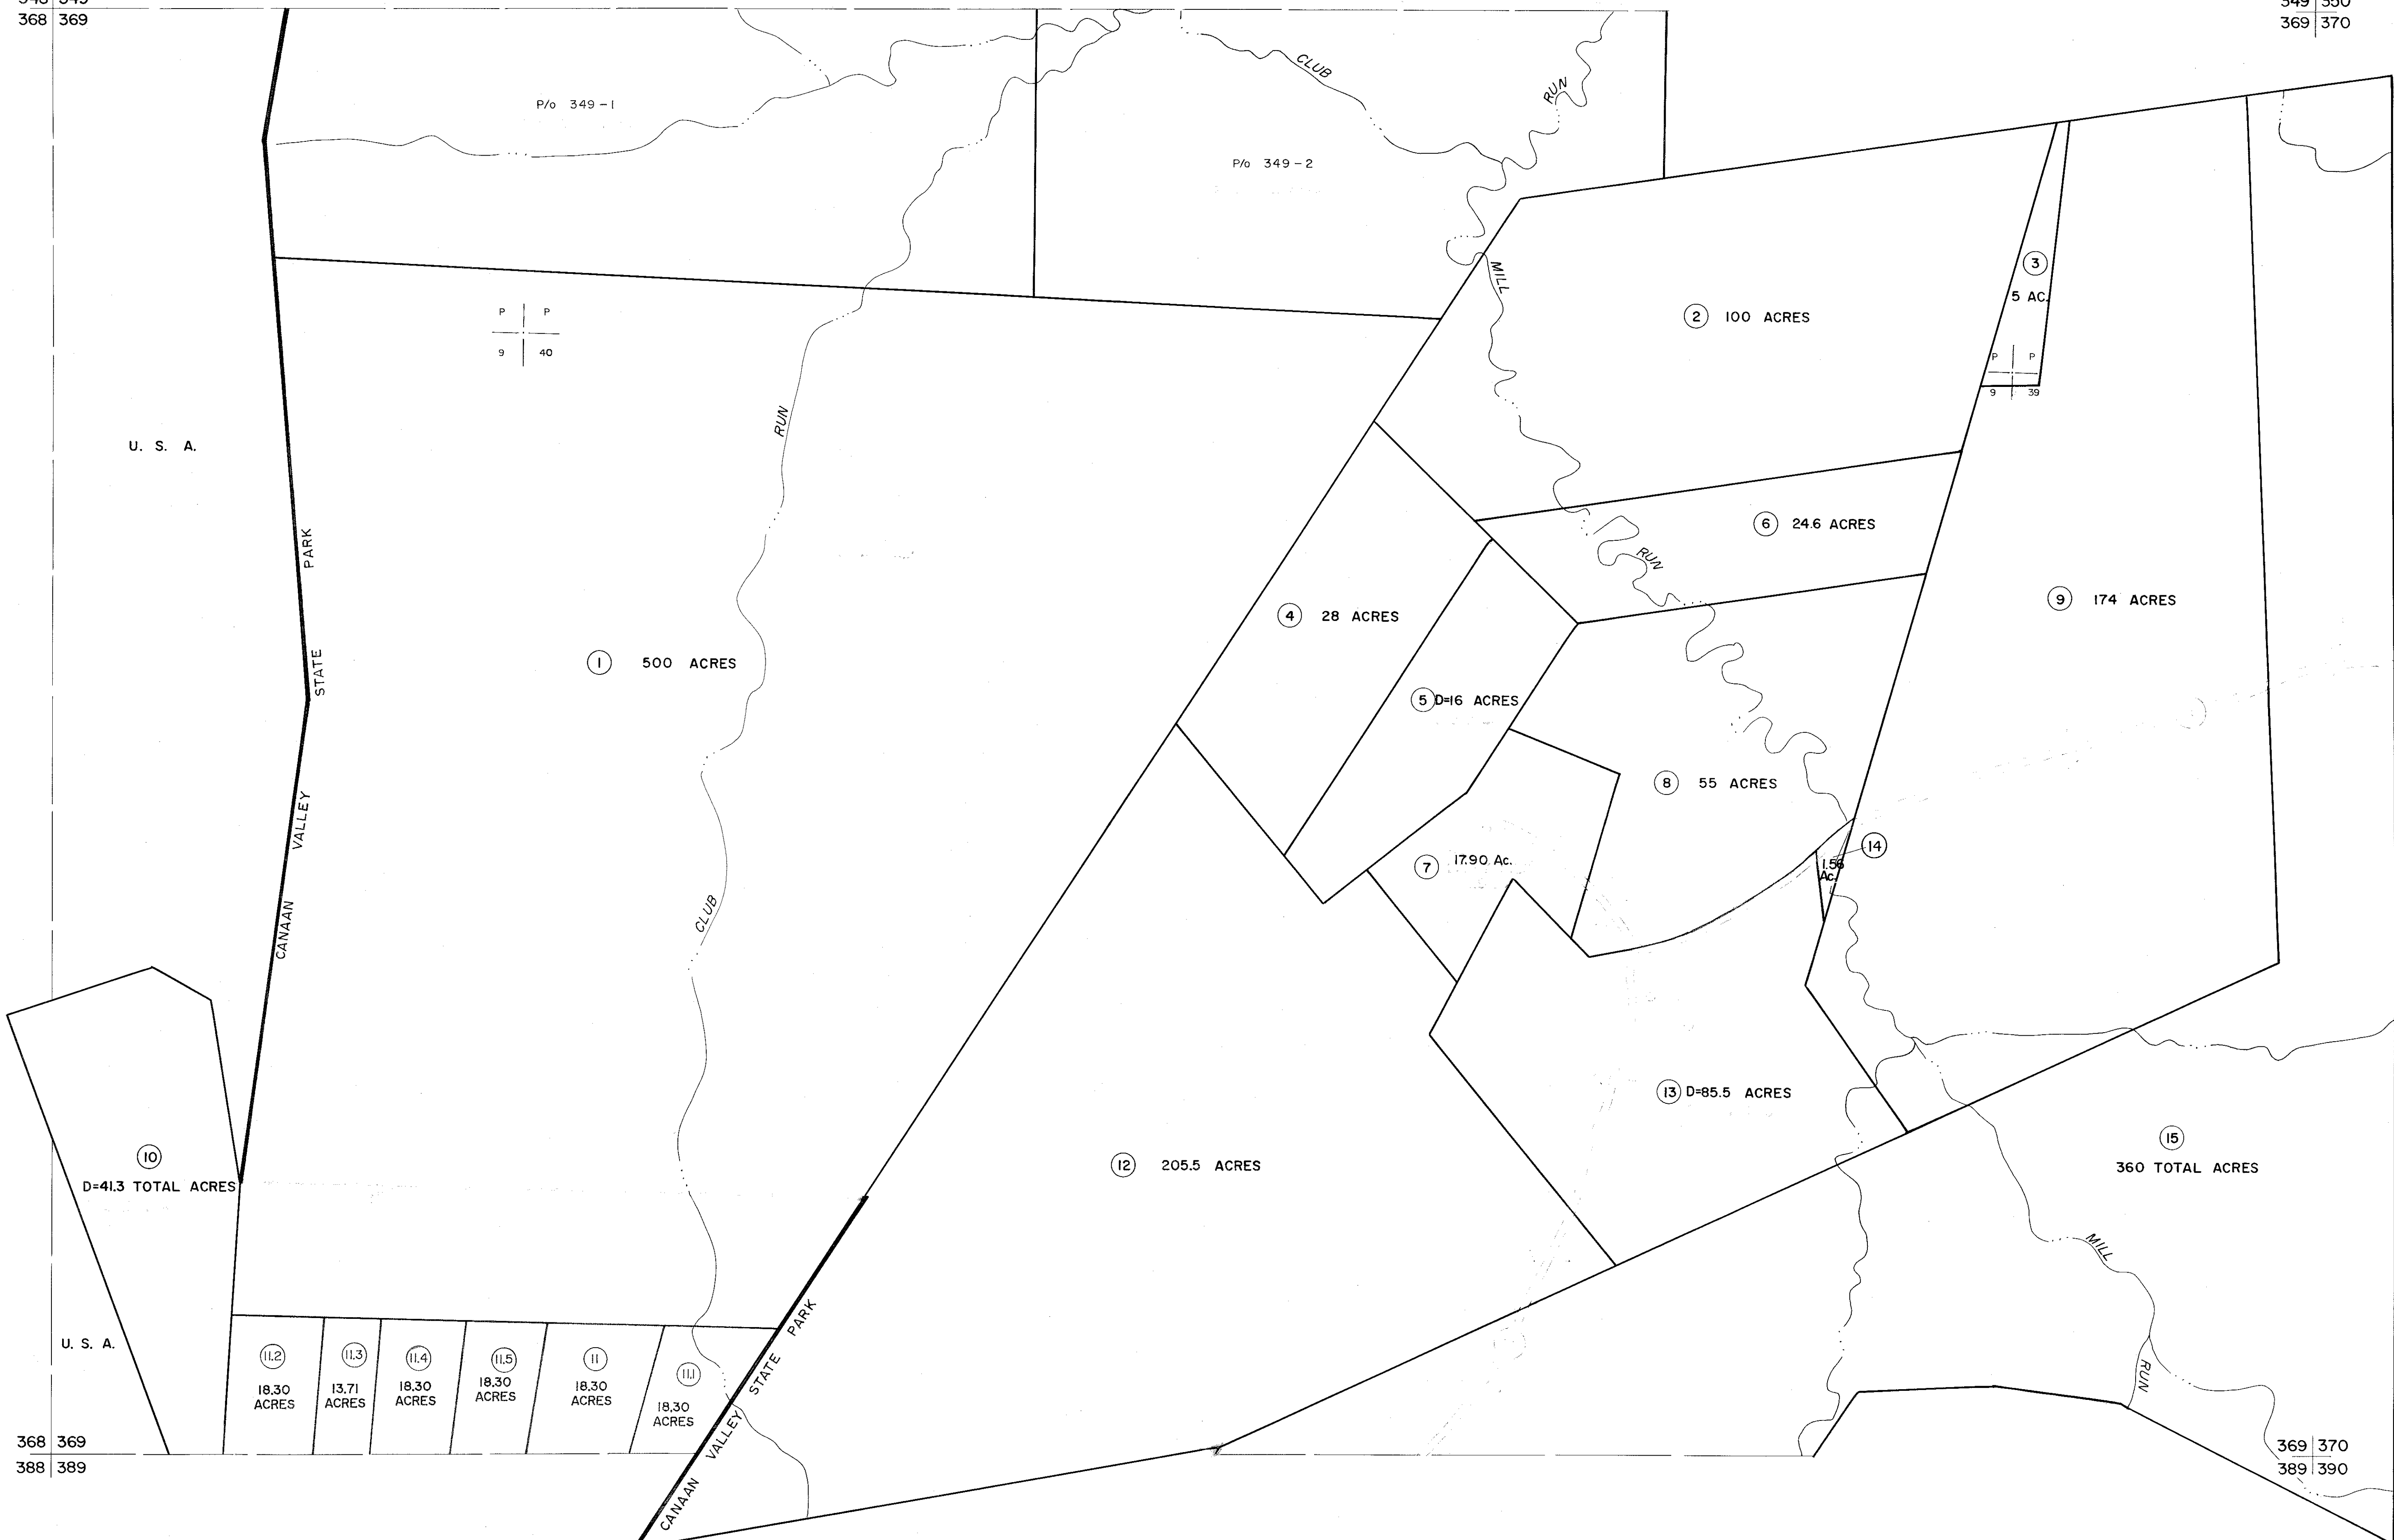 348 349
368 369
349 350
369 370
P/o 349-1
P/o 349-2
CLUB
RUN
MILL
P P
9 40
U. S. A.
RUN
2 100 ACRES
3
5 AC.
P P
9 39
6 24.6 ACRES
RUN
PARK
STATE
VALLEY
CANAAN
1 500 ACRES
4 28 ACRES
5 D=16 ACRES
9 174 ACRES
8 55 ACRES
7 17.90 Ac.
14
1.56
Ac.
CLUB
10
D=41.3 TOTAL ACRES
12 205.5 ACRES
13 D=85.5 ACRES
15
360 TOTAL ACRES
MILL
RUN
U. S. A.
11.2
18.30
ACRES
11.3
13.71
ACRES
11.4
18.30
ACRES
11.5
18.30
ACRES
11
18.30
ACRES
11.1
18.30
ACRES
CANAAN VALLEY STATE PARK
368 369
388 389
369 370
389 390